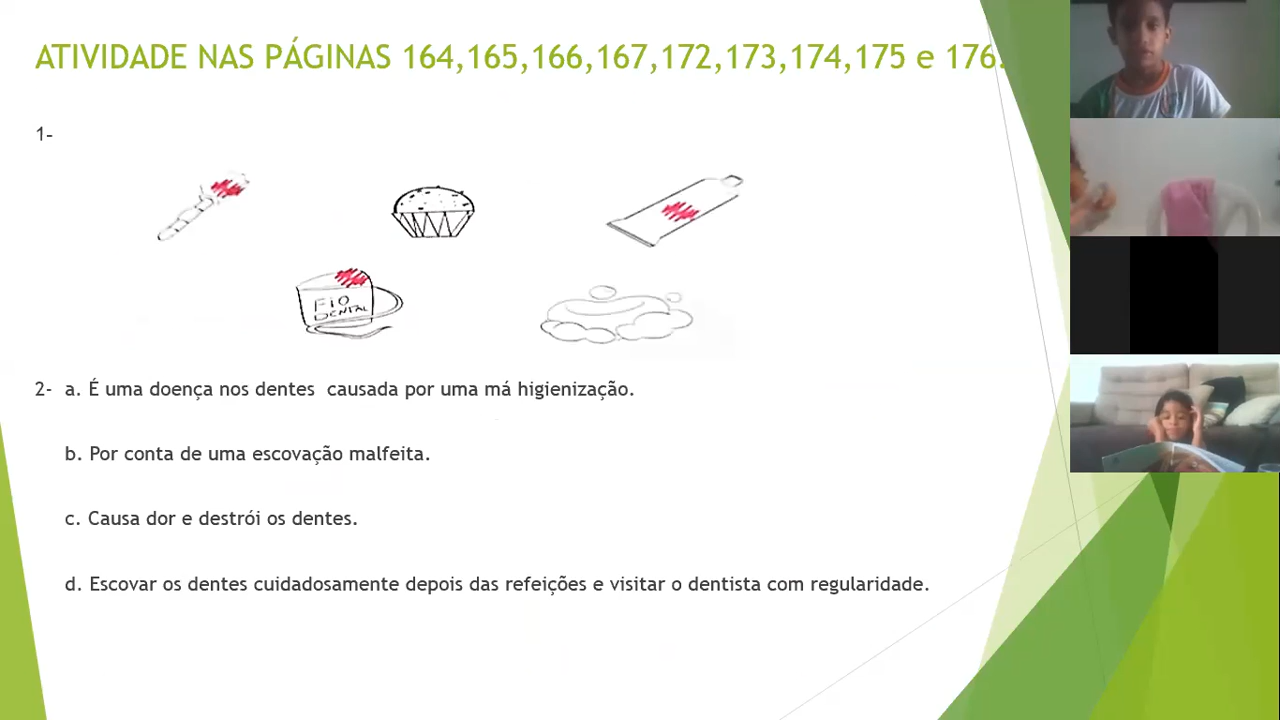 ATIVIDADE NAS PÁGINAS 164,165,166,167,172,173,174,175 e 176.
1-
FIO
DENTAL
2- a. É uma doença nos dentes causada por uma má higienização.
b. Por conta de uma escovação malfeita.
c. Causa dor e destrói os dentes.
d. Escovar os dentes cuidadosamente depois das refeições e visitar o dentista com regularidade.